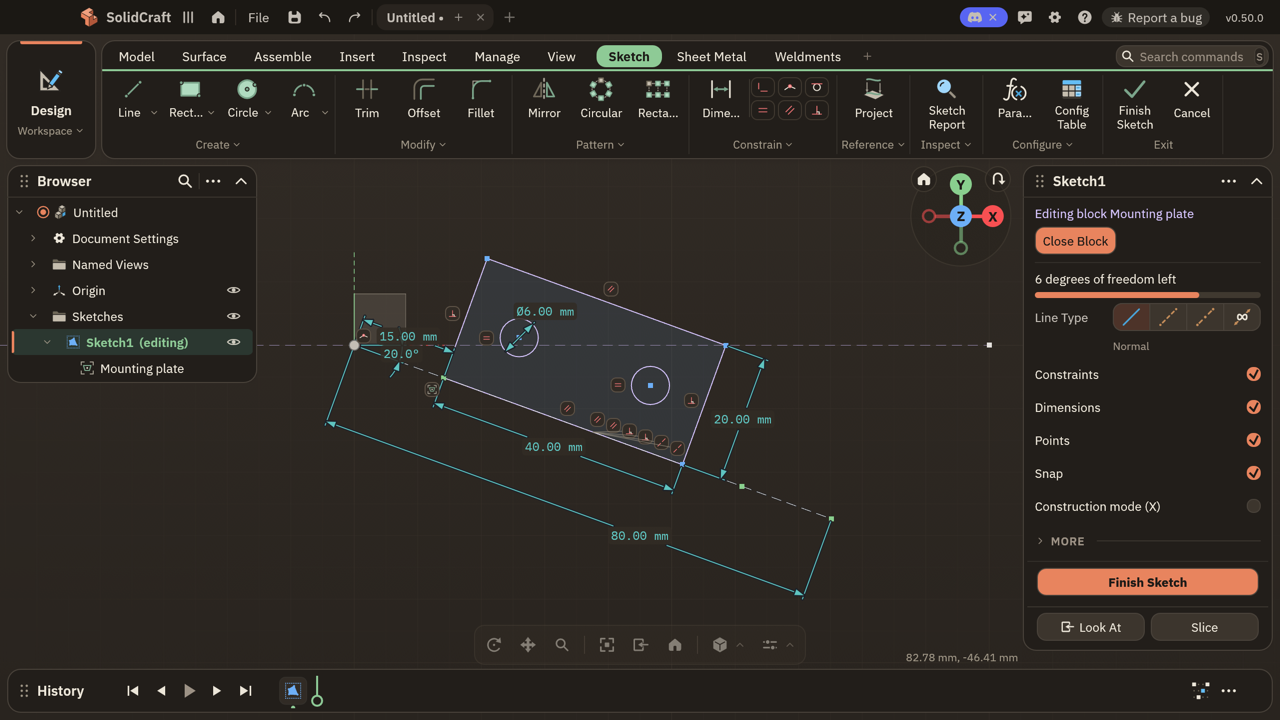 SolidCraft
File
Untitled •
Report a bug
v0.50.0
Design
Workspace
Model
Surface
Assemble
Insert
Inspect
Manage
View
Sketch
Sheet Metal
Weldments
Search commands
S
Line
Rect...
Circle
Arc
Trim
Offset
Fillet
Mirror
Circular
Recta...
Dime...
Project
Sketch
Report
Para...
Config
Table
Finish
Sketch
Cancel
Create
Modify
Pattern
Constrain
Reference
Inspect
Configure
Exit
Browser
Untitled
Document Settings
Named Views
Origin
Sketches
Sketch1 (editing)
Mounting plate
Y
Z
X
Ø6.00 mm
15.00 mm
20.0°
20.00 mm
40.00 mm
80.00 mm
82.78 mm, -46.41 mm
Sketch1
Editing block Mounting plate
Close Block
6 degrees of freedom left
Line Type
Normal
Constraints
Dimensions
Points
Snap
Construction mode (X)
MORE
Finish Sketch
Look At
Slice
History